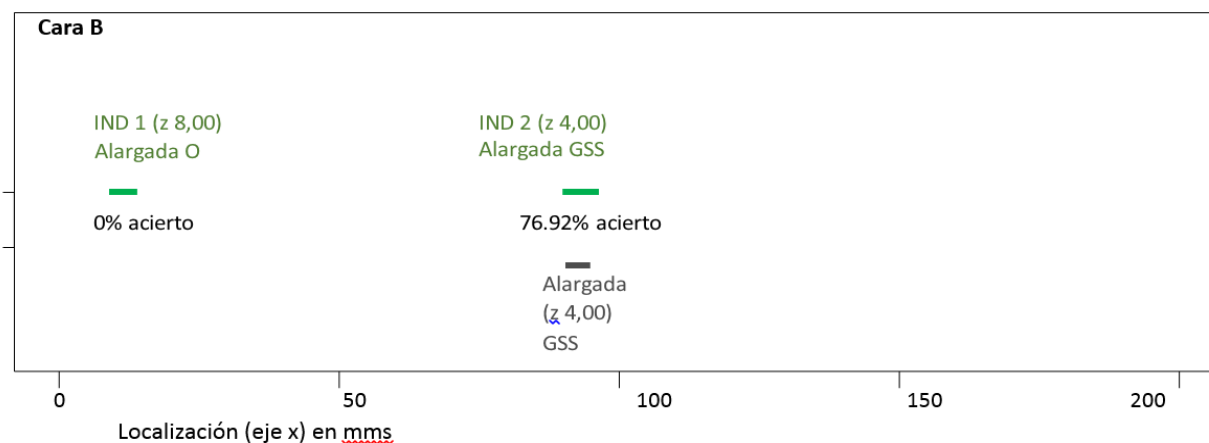 Cara B
IND 1 (z 8,00)
Alargada O
IND 2 (z 4,00)
Alargada GSS
0% acierto
76.92% acierto
Alargada
(z 4,00)
GSS
0
50
100
150
200
Localización (eje x) en mms